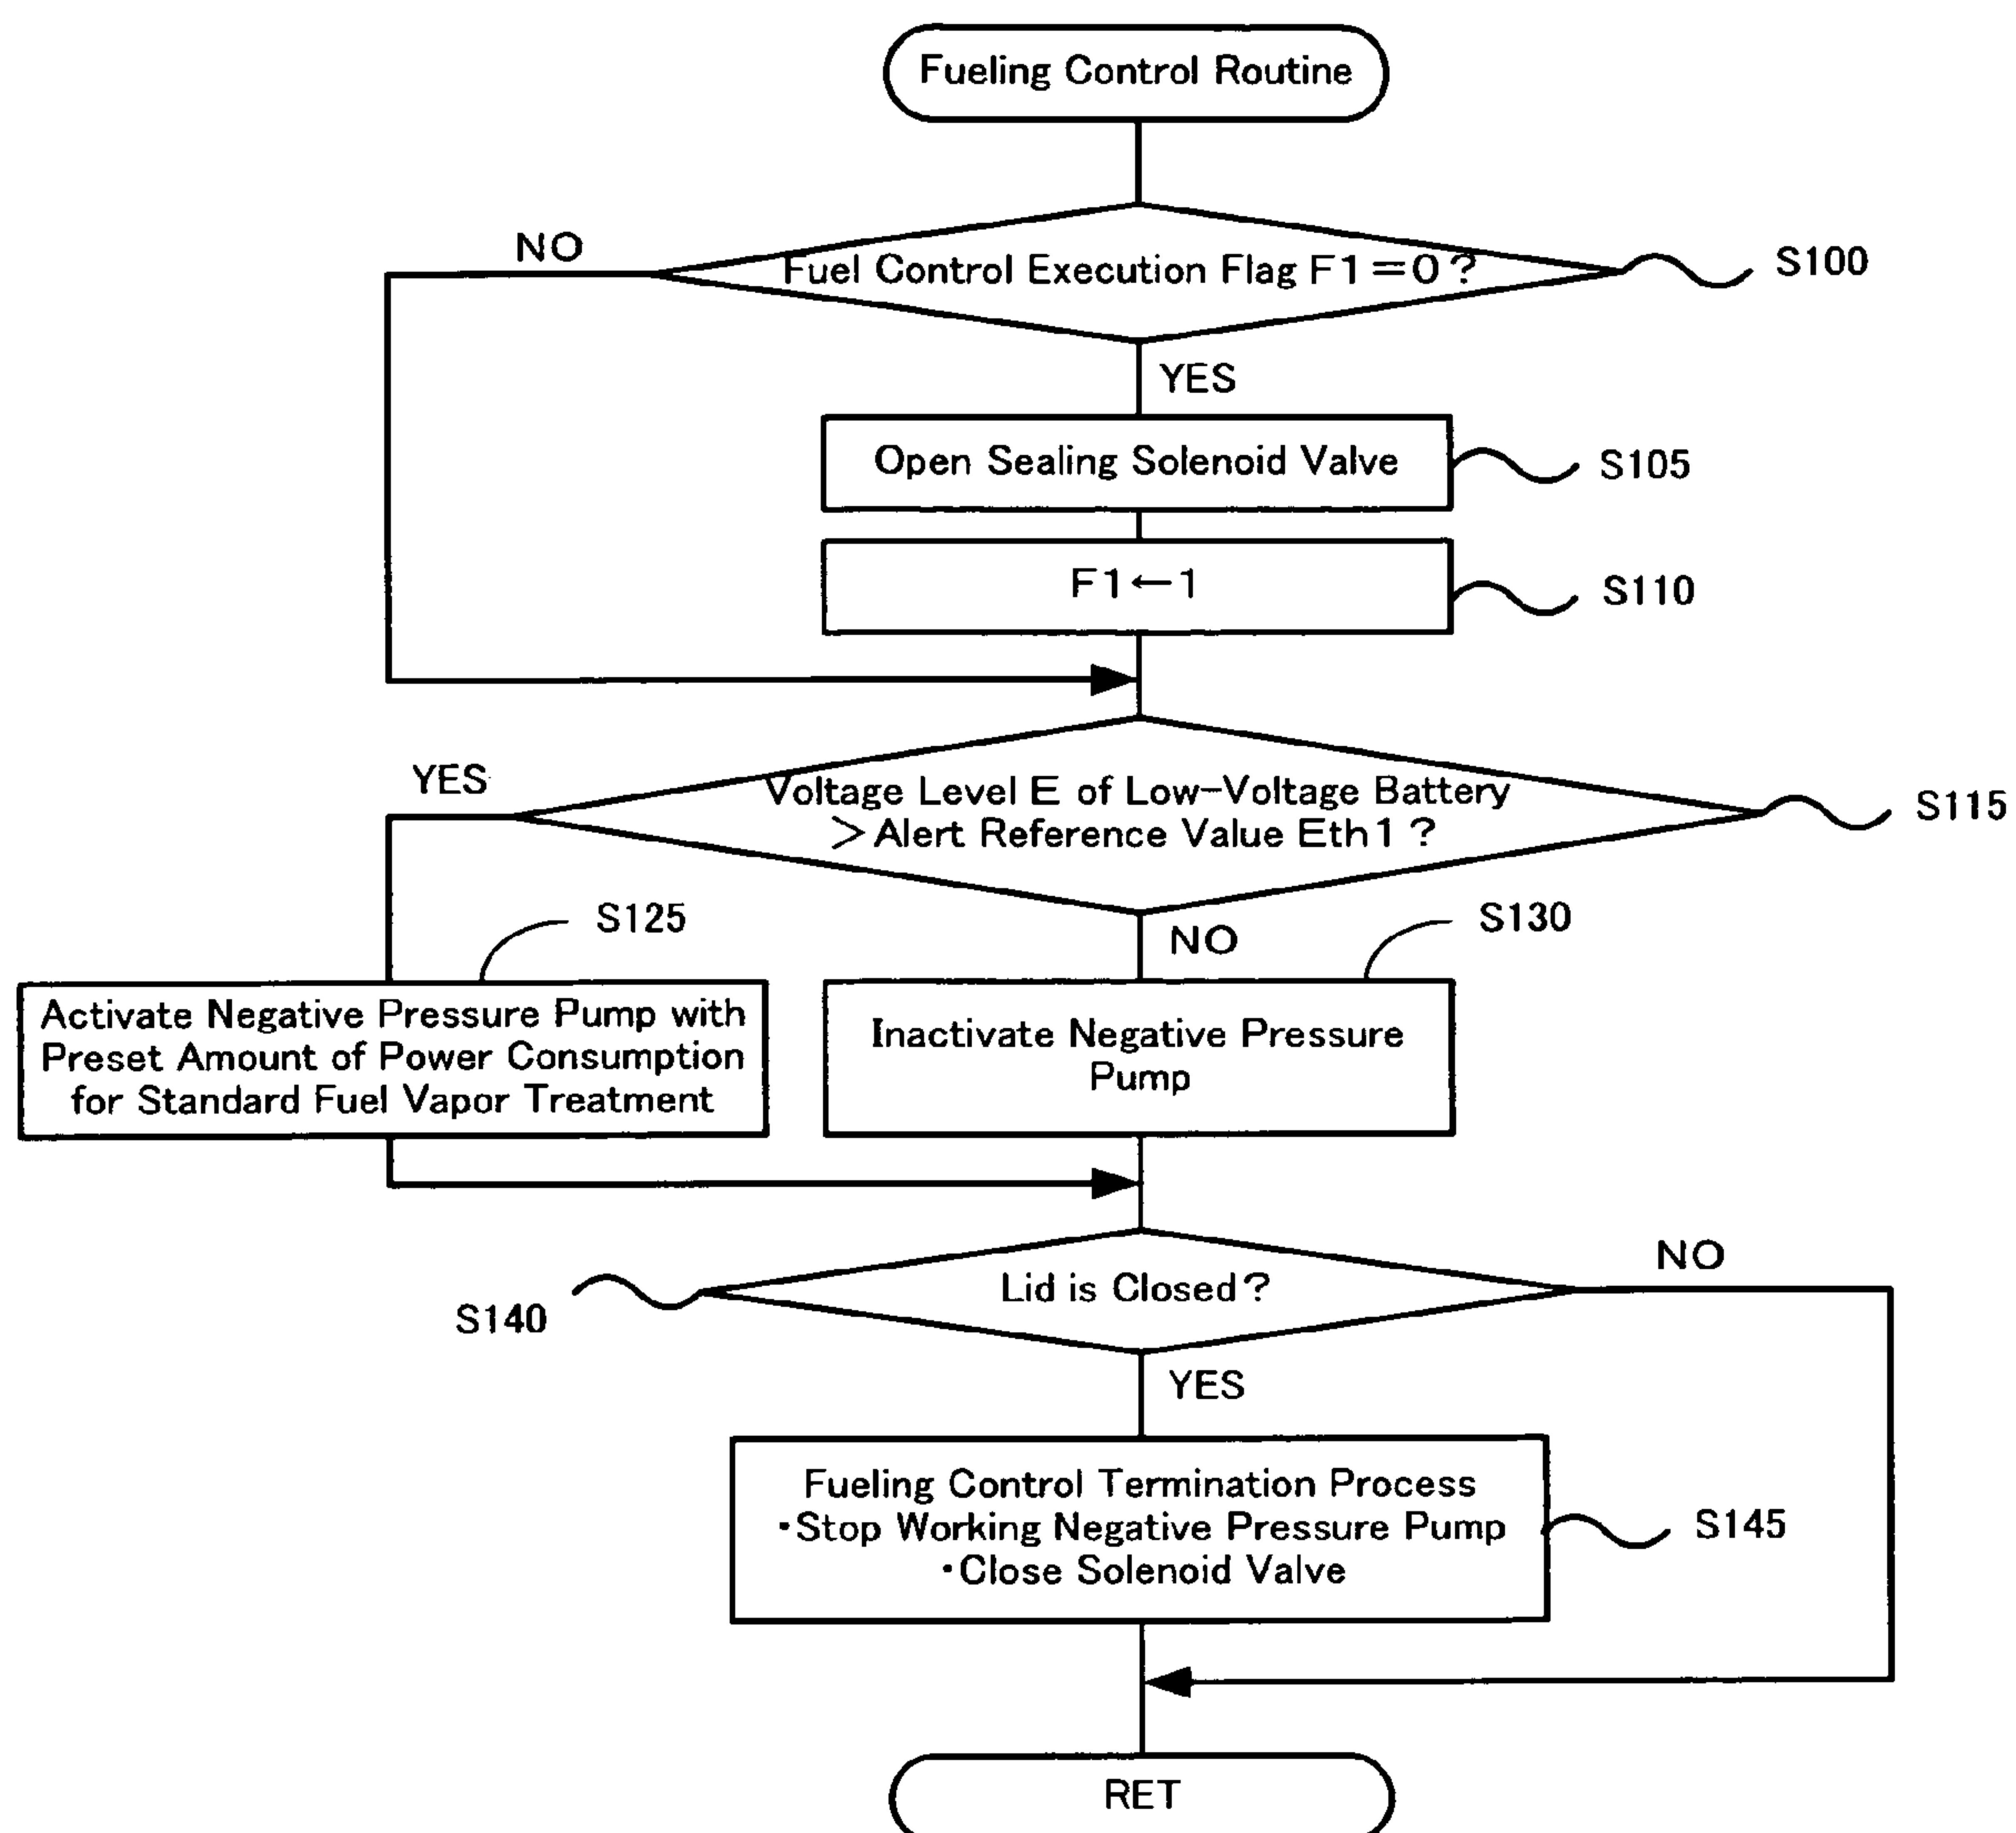 Fueling Control Routine
NO
Fuel Control Execution Flag F1=0?
S100
YES
Open Sealing Solenoid Valve
S105
F1←1
S110
YES
Voltage Level E of Low-Voltage Battery
>Alert Reference Value Eth1?
S115
S125
NO
S130
Activate Negative Pressure Pump with
Preset Amount of Power Consumption
for Standard Fuel Vapor Treatment
Inactivate Negative Pressure
Pump
NO
Lid is Closed?
S140
YES
Fueling Control Termination Process
・Stop Working Negative Pressure Pump
・Close Solenoid Valve
S145
RET